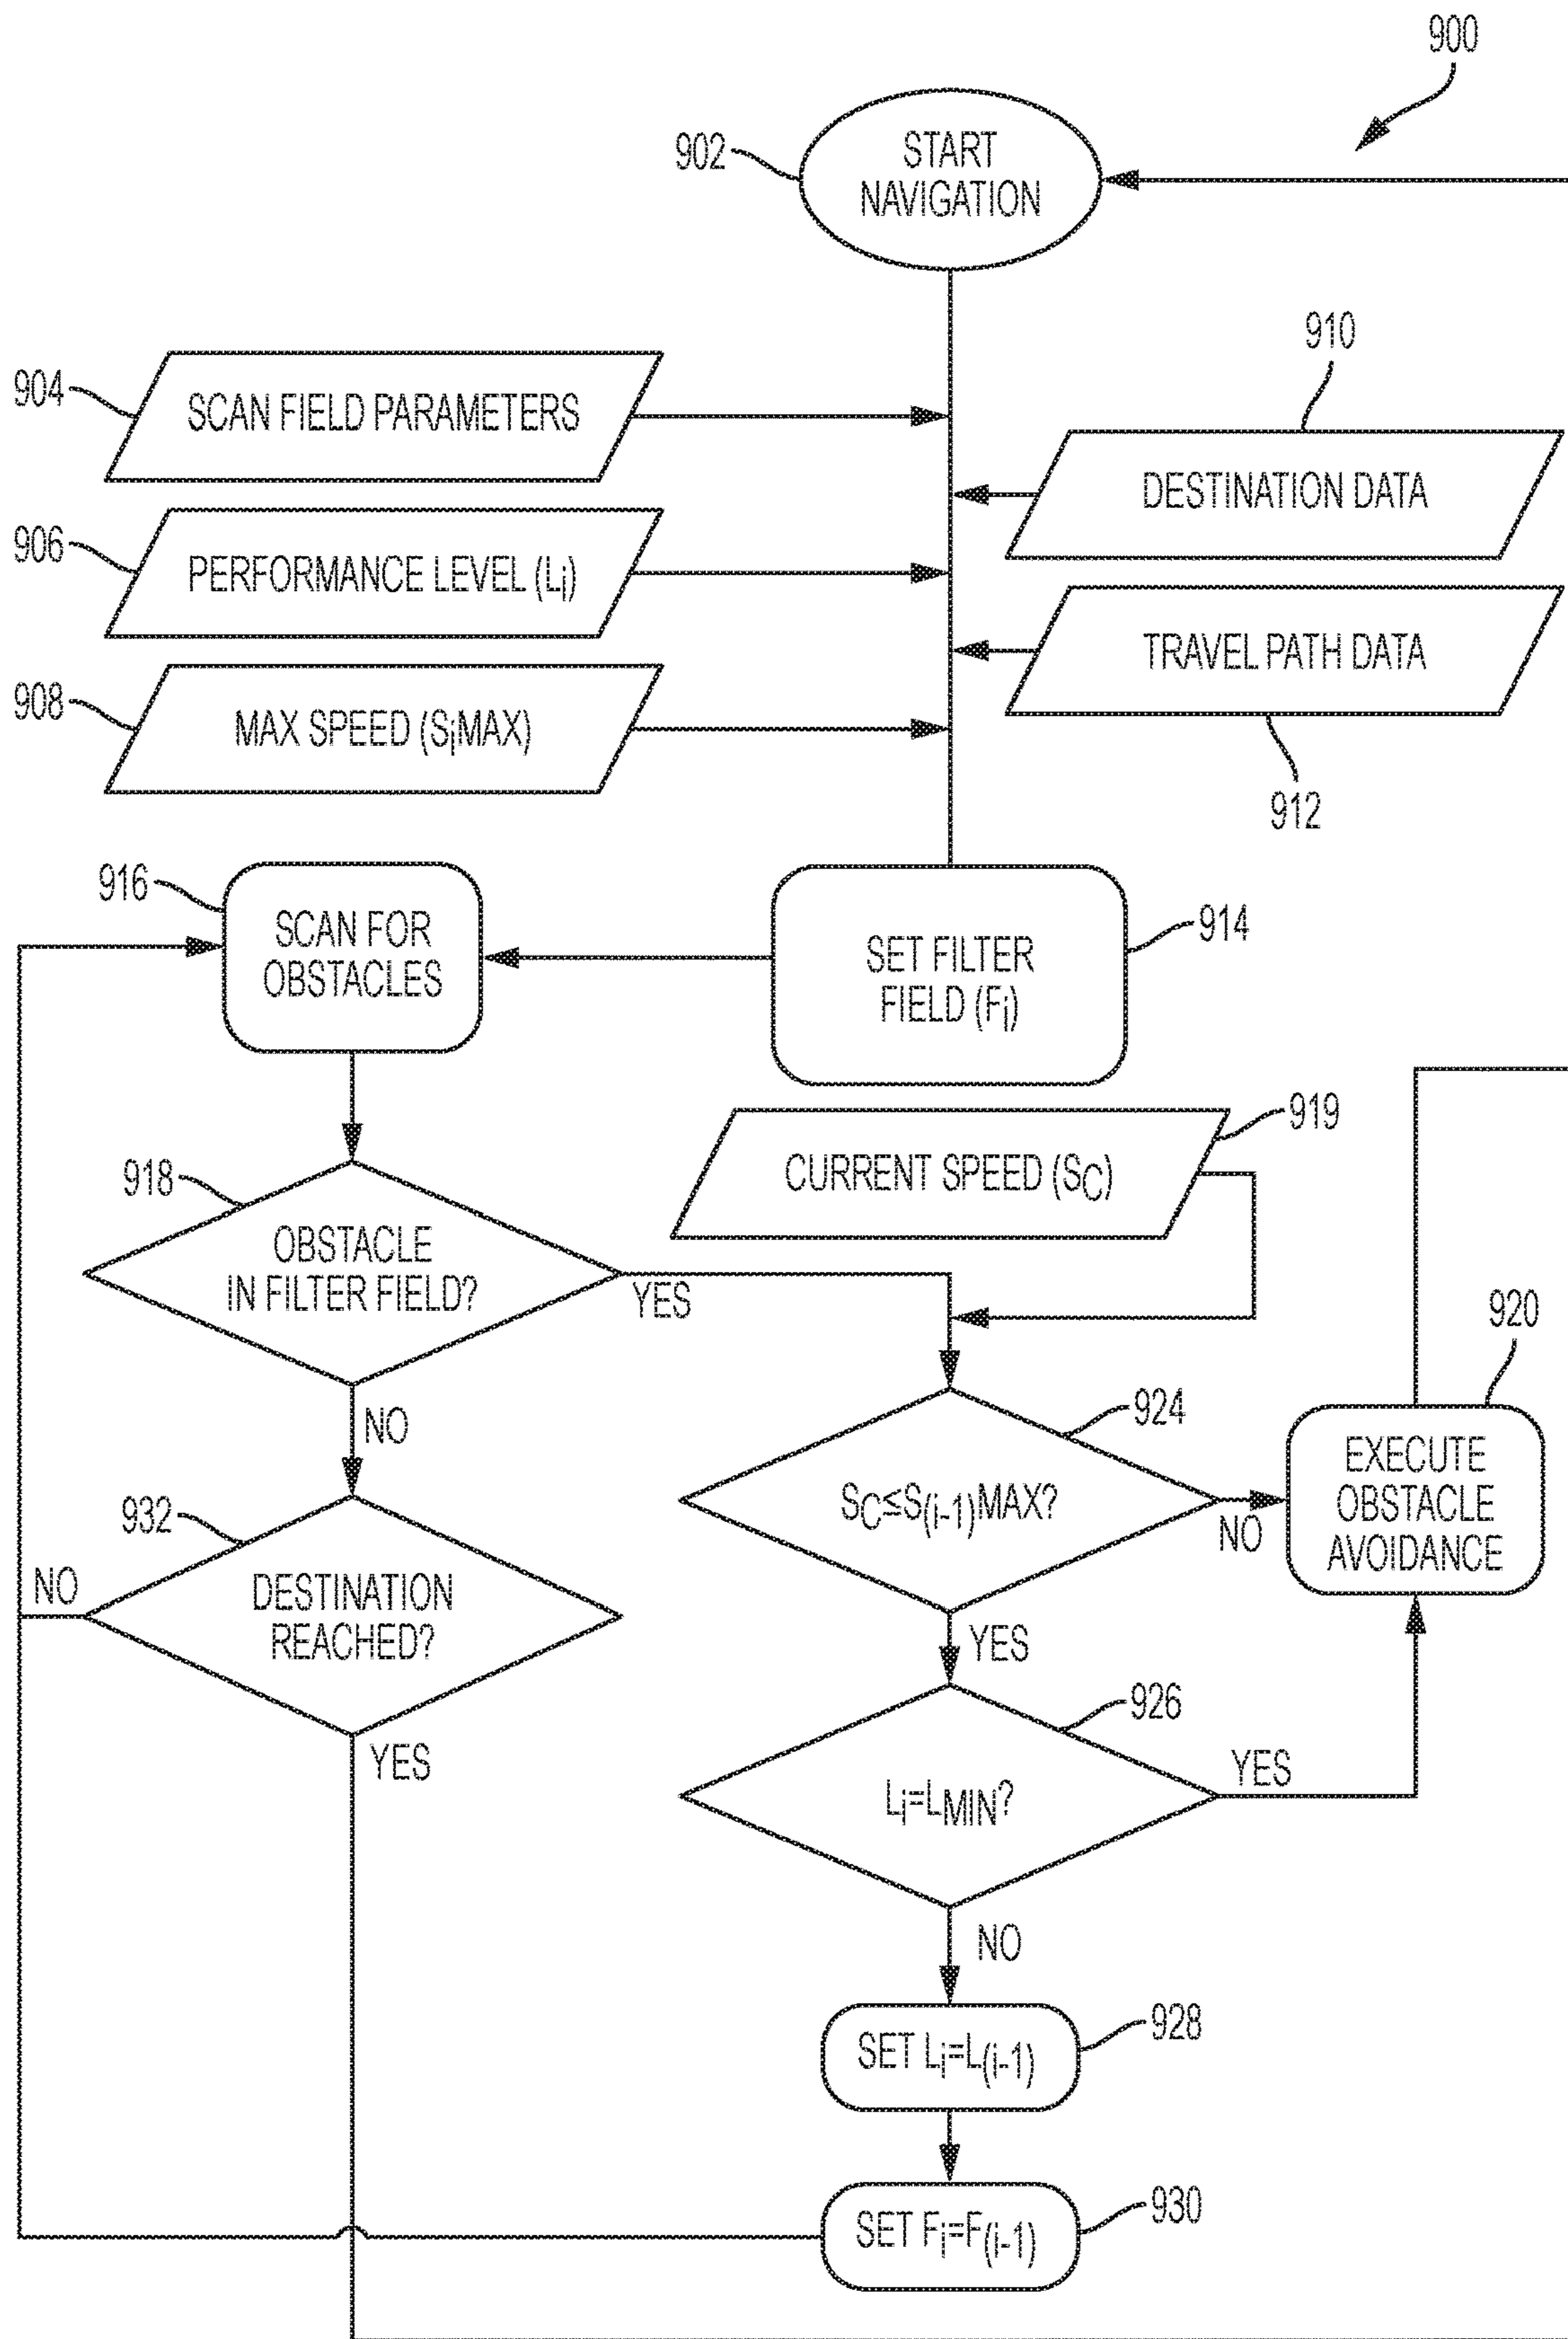 900
902
START
NAVIGATION
910
904
SCAN FIELD PARAMETERS
DESTINATION DATA
906
PERFORMANCE LEVEL (Li)
TRAVEL PATH DATA
908
MAX SPEED (SiMAX)
912
916
SCAN FOR
OBSTACLES
914
SET FILTER
FIELD (Fi)
919
CURRENT SPEED (SC)
918
OBSTACLE
IN FILTER FIELD?
YES
920
NO
924
SC≤S(i-1)MAX?
NO
EXECUTE
OBSTACLE
AVOIDANCE
932
NO
DESTINATION
REACHED?
YES
YES
926
Li=LMIN?
YES
NO
928
SET Li=L(i-1)
930
SET Fi=F(i-1)